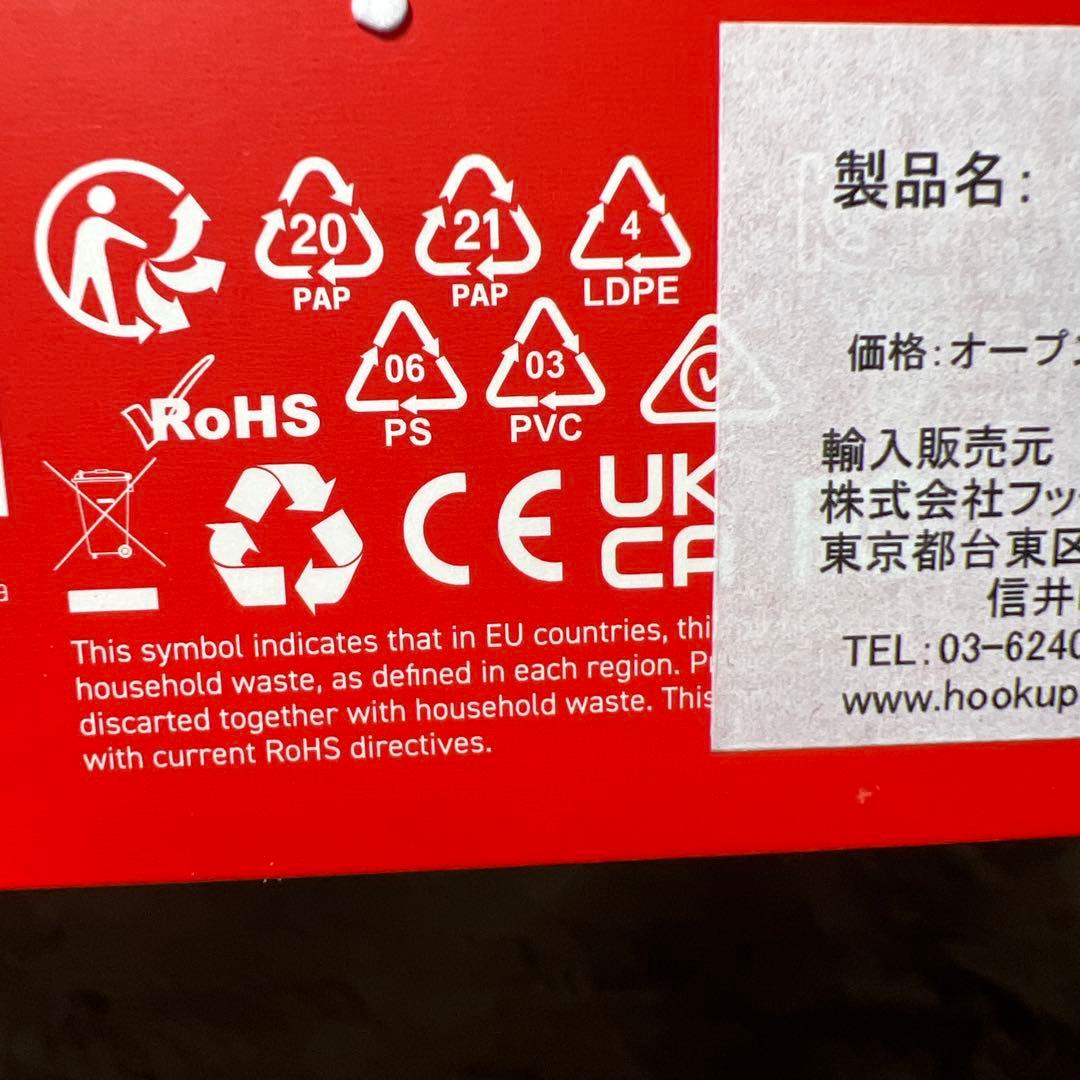 20
PAP
21
PAP
4
LDPE
06
PS
03
PVC
RoHS
CE
UK
CA
This symbol indicates that in EU countries, thi
household waste, as defined in each region.
discarted together with household waste. This
with current RoHS directives.
a
製品名:
価格:オープ
輸入販売元
株式会社フッ
東京都台東区
信井
TEL:03-6240
www.hookup